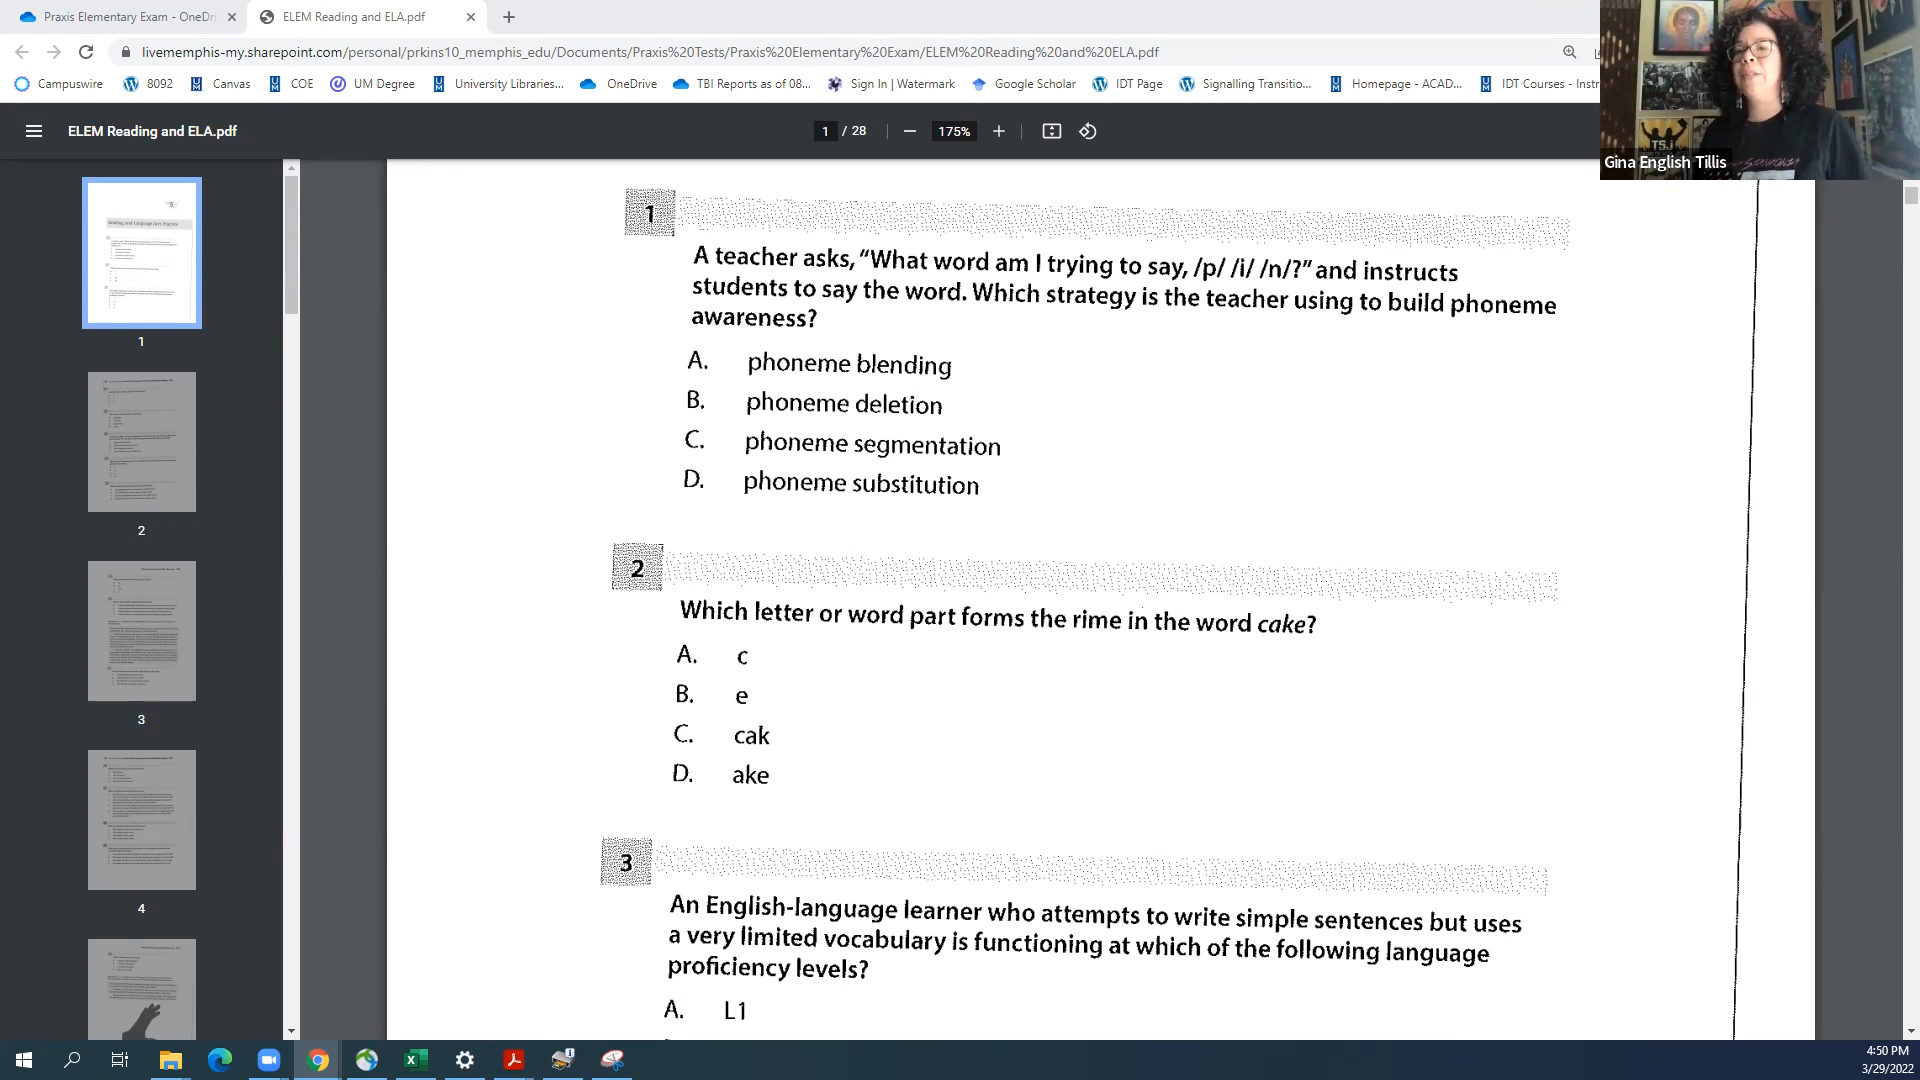 Praxis Elementary Exam - OneDri
ELEM Reading and ELA.pdf
livememphis-my.sharepoint.com/personal/prkins10_memphis_edu/Documents/Praxis%20Tests/Praxis%20Elementary%20Exam/ELEM%20Reading%20and%20ELA.pdf
Campuswire 8092 Canvas COE UM Degree University Libraries... OneDrive TBI Reports as of 08... Sign In | Watermark Google Scholar IDT Page Signalling Transitio... Homepage - ACAD... IDT Courses - Instr
ELEM Reading and ELA.pdf
1 / 28
175%
Gina English Tillis
1
2
3
4
1
A teacher asks, “What word am I trying to say, /p/ /i/ /n/?” and instructs
students to say the word. Which strategy is the teacher using to build phoneme
awareness?
A. phoneme blending
B. phoneme deletion
C. phoneme segmentation
D. phoneme substitution
2
Which letter or word part forms the rime in the word cake?
A. c
B. e
C. cak
D. ake
3
An English-language learner who attempts to write simple sentences but uses
a very limited vocabulary is functioning at which of the following language
proficiency levels?
A. L1
4:50 PM
3/29/2022